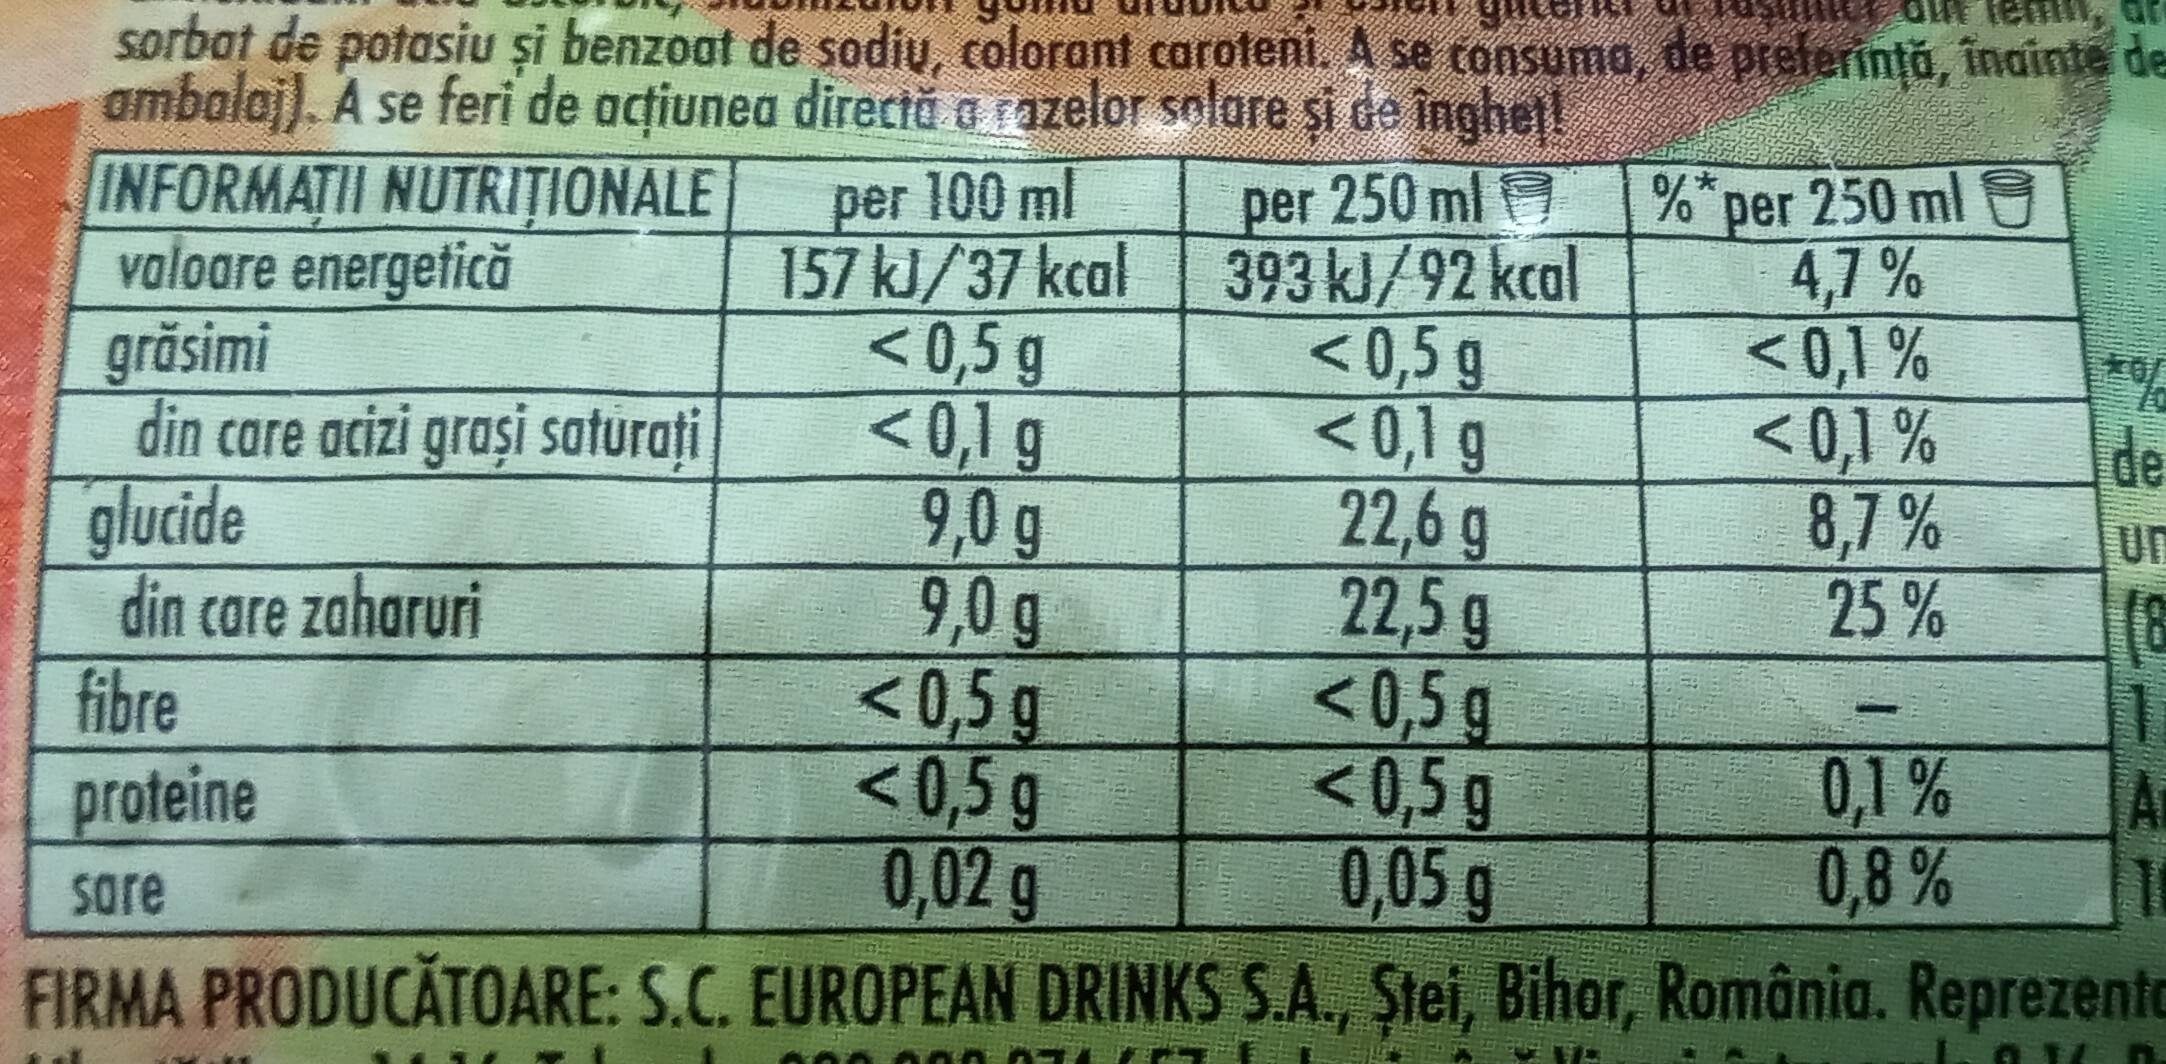 sorbat de potasiu și benzoat de sodiu, colorant caroteni. A se consuma, de preferință, înainte de
ambalaj). A se feri de acțiunea directă a razelor solare și de îngheț!
INFORMAȚII NUTRIȚIONALE per 100 ml per 250 ml %* per 250 ml
valoare energetică 157 kJ/37 kcal 393 kJ/92 kcal 4,7 %
grăsimi <0,5 g <0,5 g <0,1 %
din care acizi grași saturați <0,1 g <0,1 g <0,1 %
glucide 9,0 g 22,6 g 8,7 %
din care zaharuri 9,0 g 22,5 g 25 %
fibre <0,5 g <0,5 g –
proteine <0,5 g <0,5 g 0,1 %
sare 0,02 g 0,05 g 0,8 %
*%
de
un
(8
1
FIRMA PRODUCĂTOARE: S.C. EUROPEAN DRINKS S.A., Ștei, Bihor, România.